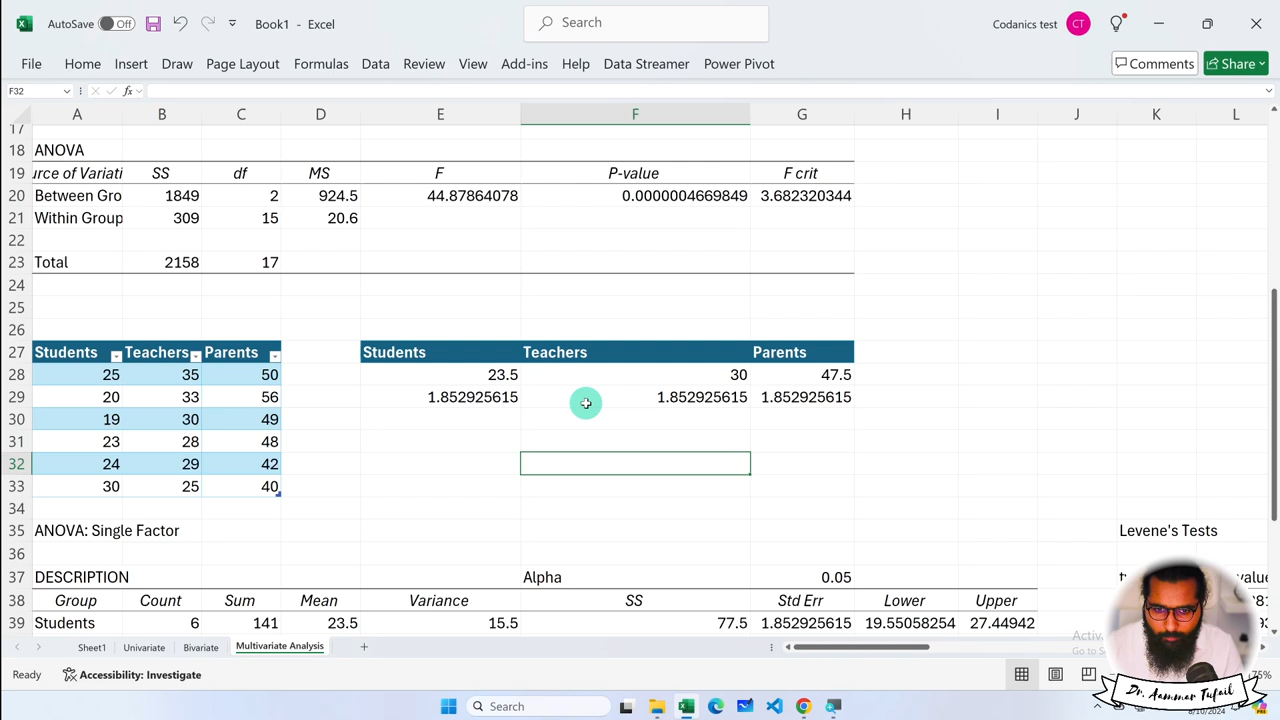 AutoSave Off Book1 - Excel Search Codanics test CT
File Home Insert Draw Page Layout Formulas Data Review View Add-ins Help Data Streamer Power Pivot Comments Share
F32 fx
A B C D E F G H I J K L
17
18 ANOVA
19 urce of Variati SS df MS F P-value F crit
20 Between Gro 1849 2 924.5 44.87864078 0.0000004669849 3.682320344
21 Within Group 309 15 20.6
22
23 Total 2158 17
24
25
26
27 Students Teachers Parents Students Teachers Parents
28 25 35 50 23.5 30 47.5
29 20 33 56 1.852925615 1.852925615 1.852925615
30 19 30 49
31 23 28 48
32 24 29 42
33 30 25 40
34
35 ANOVA: Single Factor Levene's Tests
36
37 DESCRIPTION Alpha 0.05
38 Group Count Sum Mean Variance SS Std Err Lower Upper
39 Students 6 141 23.5 15.5 77.5 1.852925615 19.55058254 27.44942
Sheet1 Univariate Bivariate Multivariate Analysis
Ready Accessibility: Investigate 75%
Search
Dr. Aammar Tufail